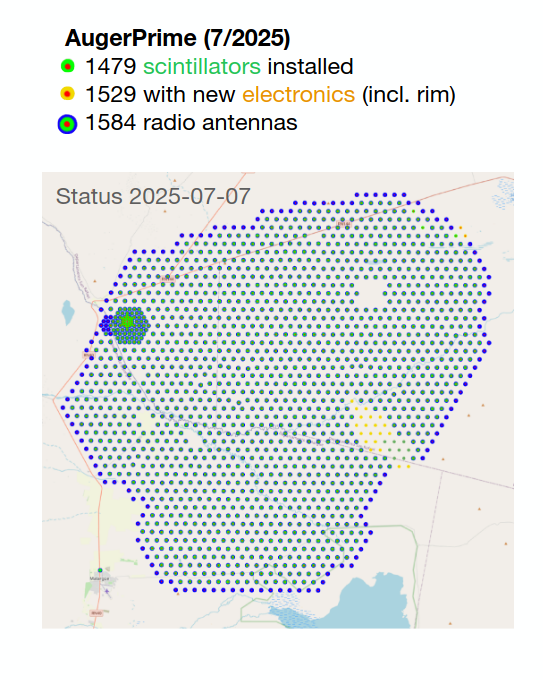 AugerPrime (7/2025)
1479 scintillators installed
1529 with new electronics (incl. rim)
1584 radio antennas
Status 2025-07-07